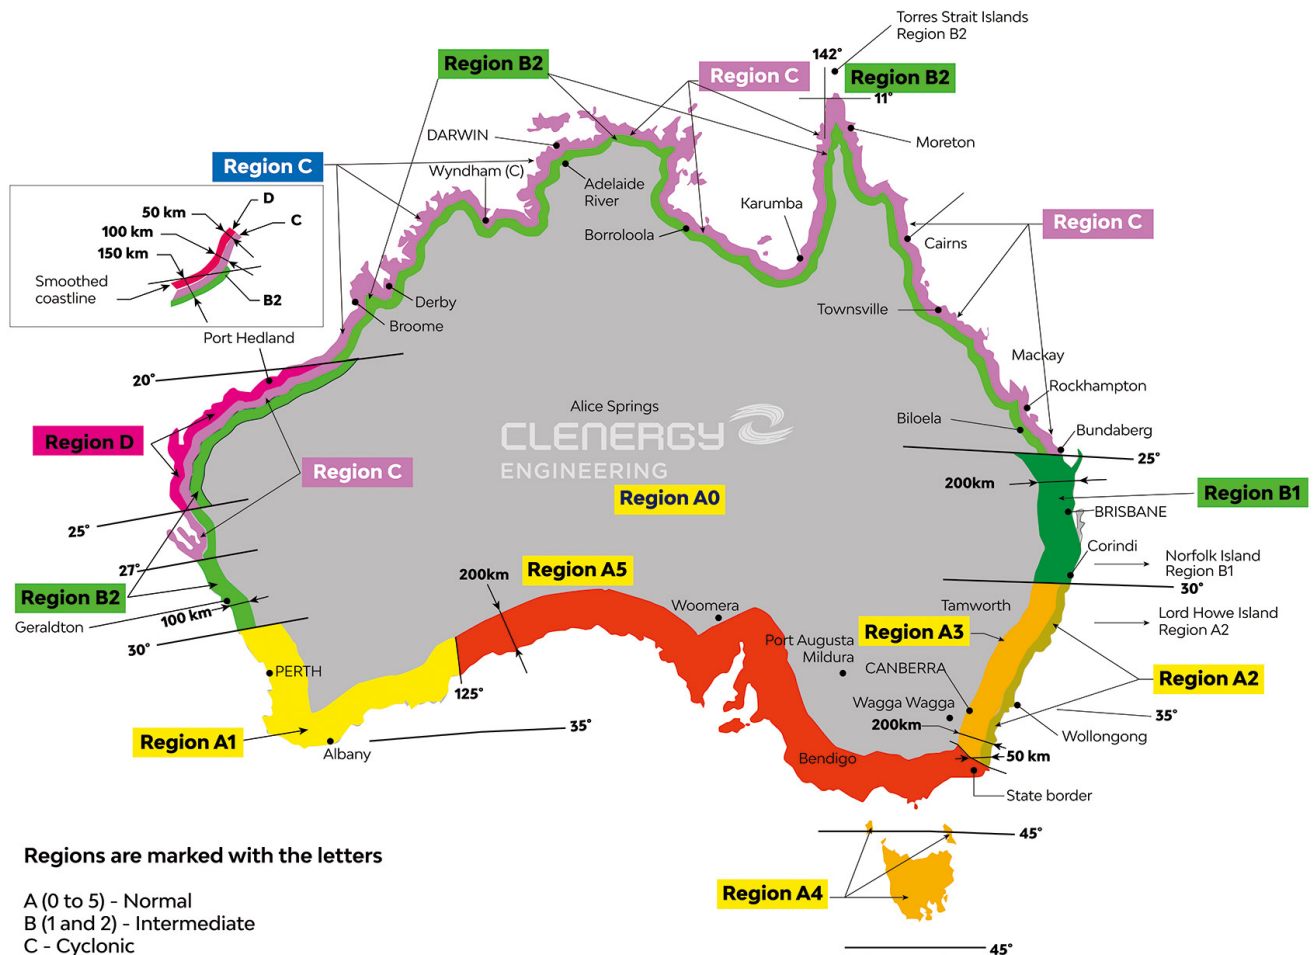 Torres Strait Islands
Region B2
142°
Region B2
Region C
Region B2
11°
DARWIN
Moreton
Region C
Wyndham (C)
Adelaide
River
Karumba
D
50 km
C
100 km
150 km
Smoothed
coastline
B2
Borroloola
Region C
Cairns
Derby
Broome
Townsville
Port Hedland
20°
Mackay
Rockhampton
Alice Springs
Biloela
CLENERGY
ENGINEERING
Bundaberg
25°
Region D
Region C
200km
Region A0
Region B1
BRISBANE
25°
Corindi
Norfolk Island
Region B1
27°
200km
Region A5
30°
Region B2
Geraldton
100 km
Woomera
Tamworth
Lord Howe Island
Region A2
Region A3
Port Augusta
Mildura
30°
PERTH
CANBERRA
Region A2
125°
Wagga Wagga
200km
35°
35°
Region A1
Albany
Wollongong
Bendigo
50 km
State border
45°
Regions are marked with the letters
Region A4
A (0 to 5) - Normal
B (1 and 2) - Intermediate
C - Cyclonic
45°